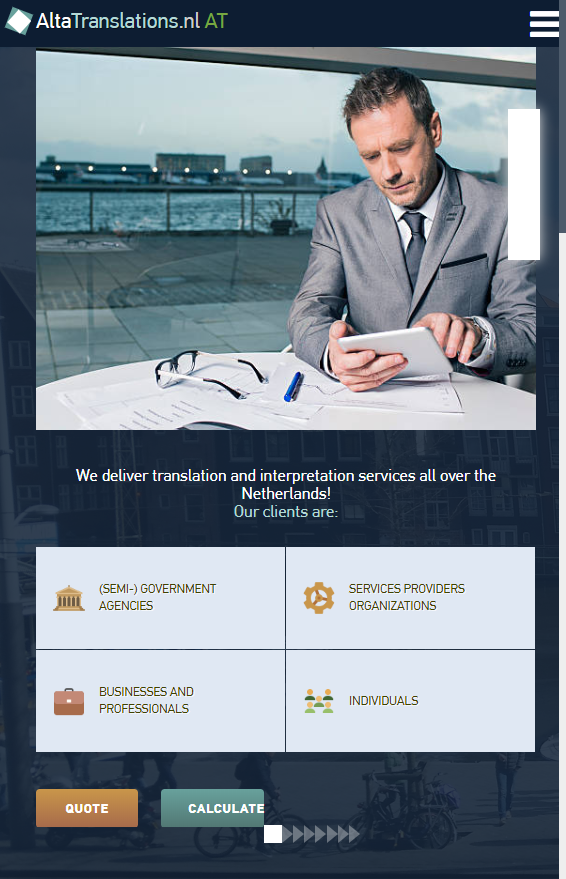 AltaTranslations.nl AT
We deliver translation and interpretation services all over the
Netherlands!
Our clients are:
(SEMI-) GOVERNMENT
AGENCIES
SERVICES PROVIDERS
ORGANIZATIONS
BUSINESSES AND
PROFESSIONALS
INDIVIDUALS
QUOTE
CALCULATE